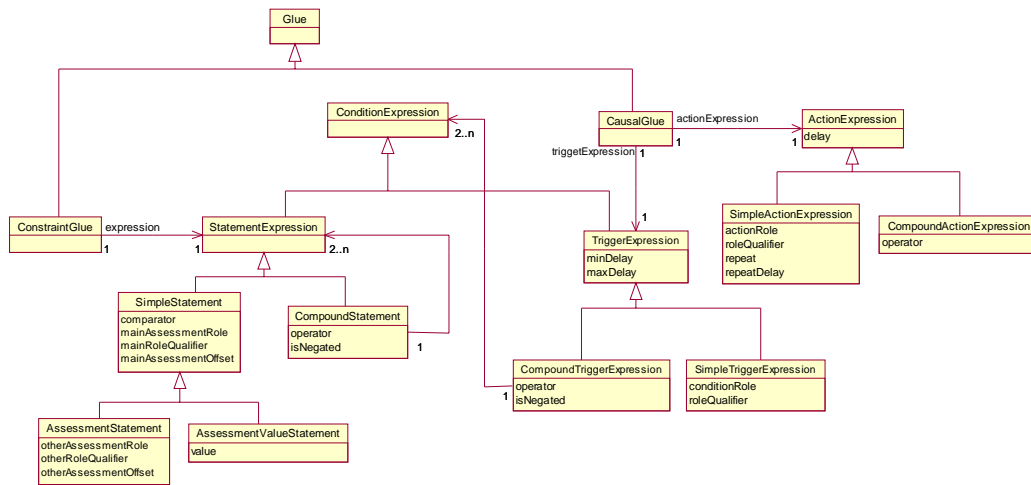 Glue
ConditionExpression
2..n
CausalGlue
actionExpression
1
1
ActionExpression
delay
triggetExpression
1
1
ConstraintGlue
expression
1
1
StatementExpression
2..n
TriggerExpression
minDelay
maxDelay
SimpleActionExpression
actionRole
roleQualifier
repeat
repeatDelay
CompoundActionExpression
operator
SimpleStatement
comparator
mainAssessmentRole
mainRoleQualifier
mainAssessmentOffset
CompoundStatement
operator
isNegated
1
CompoundTriggerExpression
operator
isNegated
1
SimpleTriggerExpression
conditionRole
roleQualifier
AssessmentStatement
otherAssessmentRole
otherRoleQualifier
otherAssessmentOffset
AssessmentValueStatement
value